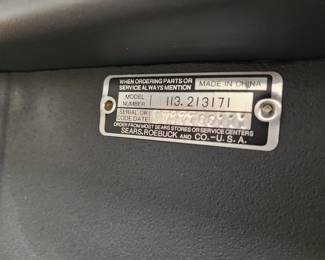 WHEN ORDERING PARTS OR
SERVICE ALWAYS MENTION
MADE IN CHINA
MODEL
NUMBER
113.213171
SERIAL OR
CODE DATE
ORDER FROM MOST SEARS STORES OR SERVICE CENTERS
SEARS, ROEBUCK AND CO.-U.S.A.